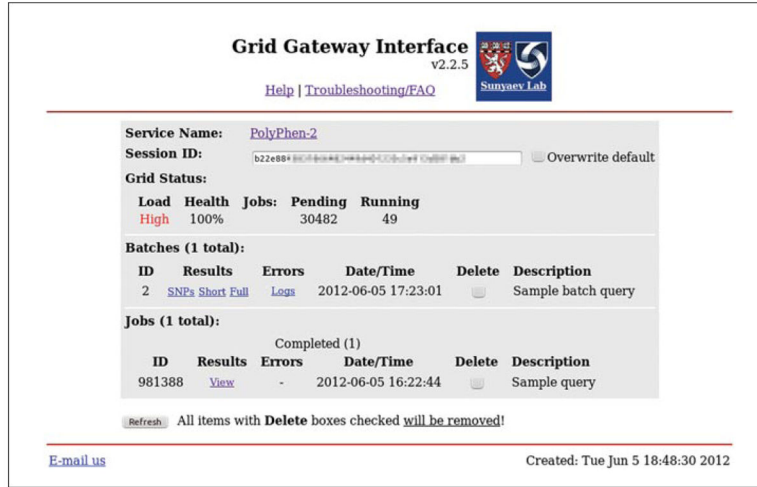 Grid Gateway Interface
v2.2.5
Help | Troubleshooting/FAQ
Sunyaev Lab
Service Name: PolyPhen-2
Session ID: b22e88 Overwrite default
Grid Status:
Load Health Jobs: Pending Running
High 100% 30482 49
Batches (1 total):
ID Results Errors Date/Time Delete Description
2 SNPs Short Full Logs 2012-06-05 17:23:01 Sample batch query
Jobs (1 total):
Completed (1)
ID Results Errors Date/Time Delete Description
981388 View - 2012-06-05 16:22:44 Sample query
Refresh All items with Delete boxes checked will be removed!
E-mail us Created: Tue Jun 5 18:48:30 2012